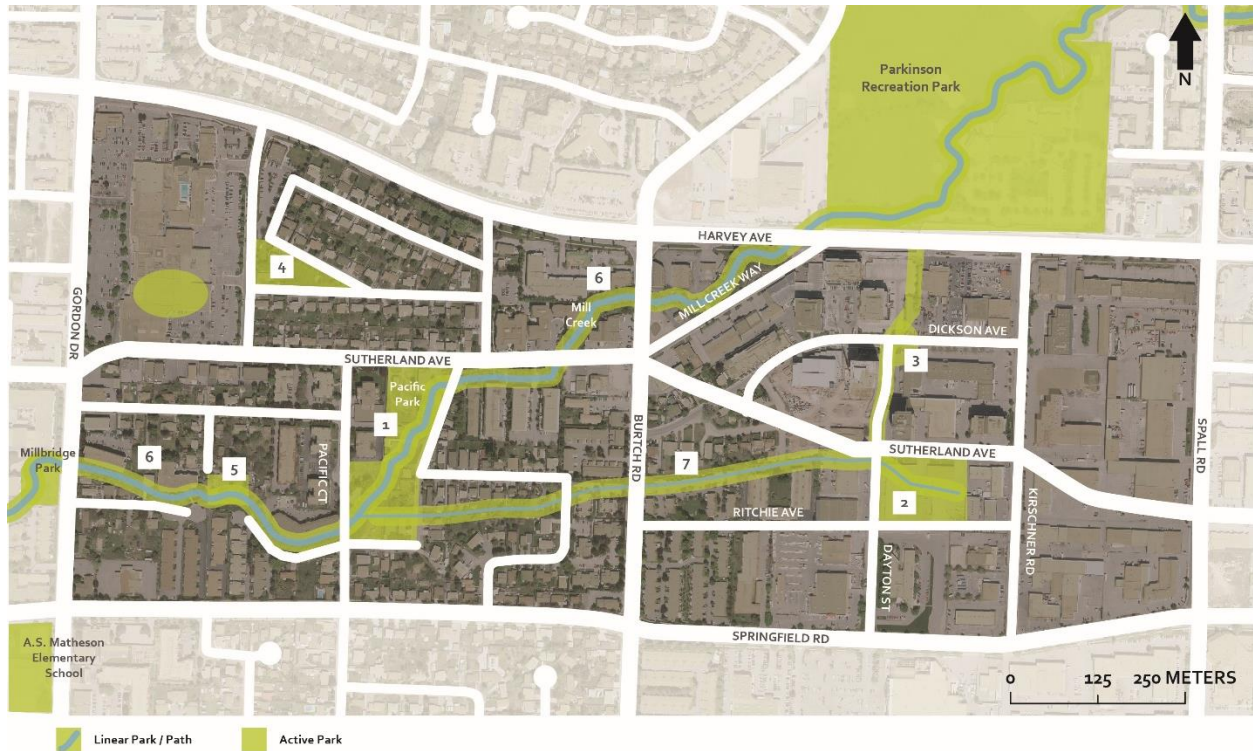 Parkinson
Recreation Park
N
HARVEY AVE
MILL CREEK WAY
4
6
Mill
Creek
GORDON DR
DICKSON AVE
SUTHERLAND AVE
3
Pacific
Park
1
BURTCH RD
SPALL RD
Millbridge
Park
6
5
PACIFIC CT
7
SUTHERLAND AVE
2
KIRSCHNER RD
RITCHIE AVE
DAYTON ST
SPRINGFIELD RD
A.S. Matheson
Elementary
School
0 125 250 METERS
Linear Park / Path
Active Park